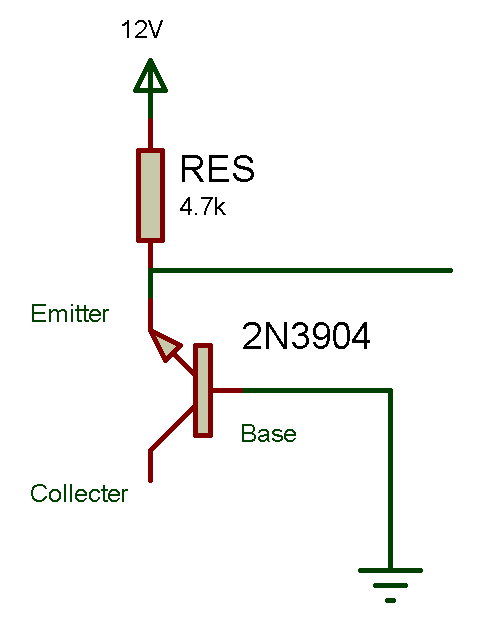 12V
RES
4.7k
Emitter
2N3904
Base
Collecter